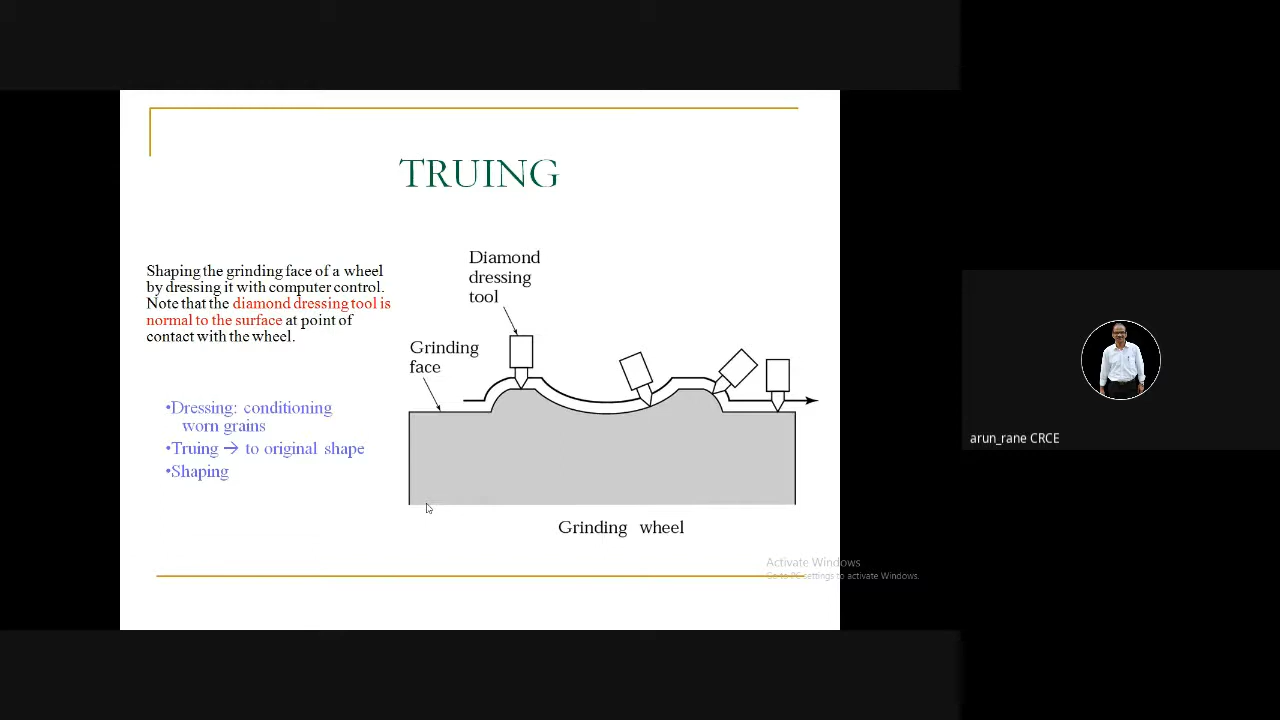 TRUING
Shaping the grinding face of a wheel
by dressing it with computer control.
Note that the diamond dressing tool is
normal to the surface at point of
contact with the wheel.
•Dressing: conditioning
worn grains
•Truing → to original shape
•Shaping
Diamond
dressing
tool
Grinding
face
Grinding wheel
Activate Windows
Go to PC settings to activate Windows.
arun_rane CRCE